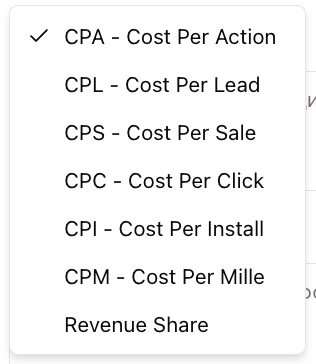 CPA - Cost Per Action
CPL - Cost Per Lead
CPS - Cost Per Sale
CPC - Cost Per Click
CPI - Cost Per Install
CPM - Cost Per Mille
Revenue Share